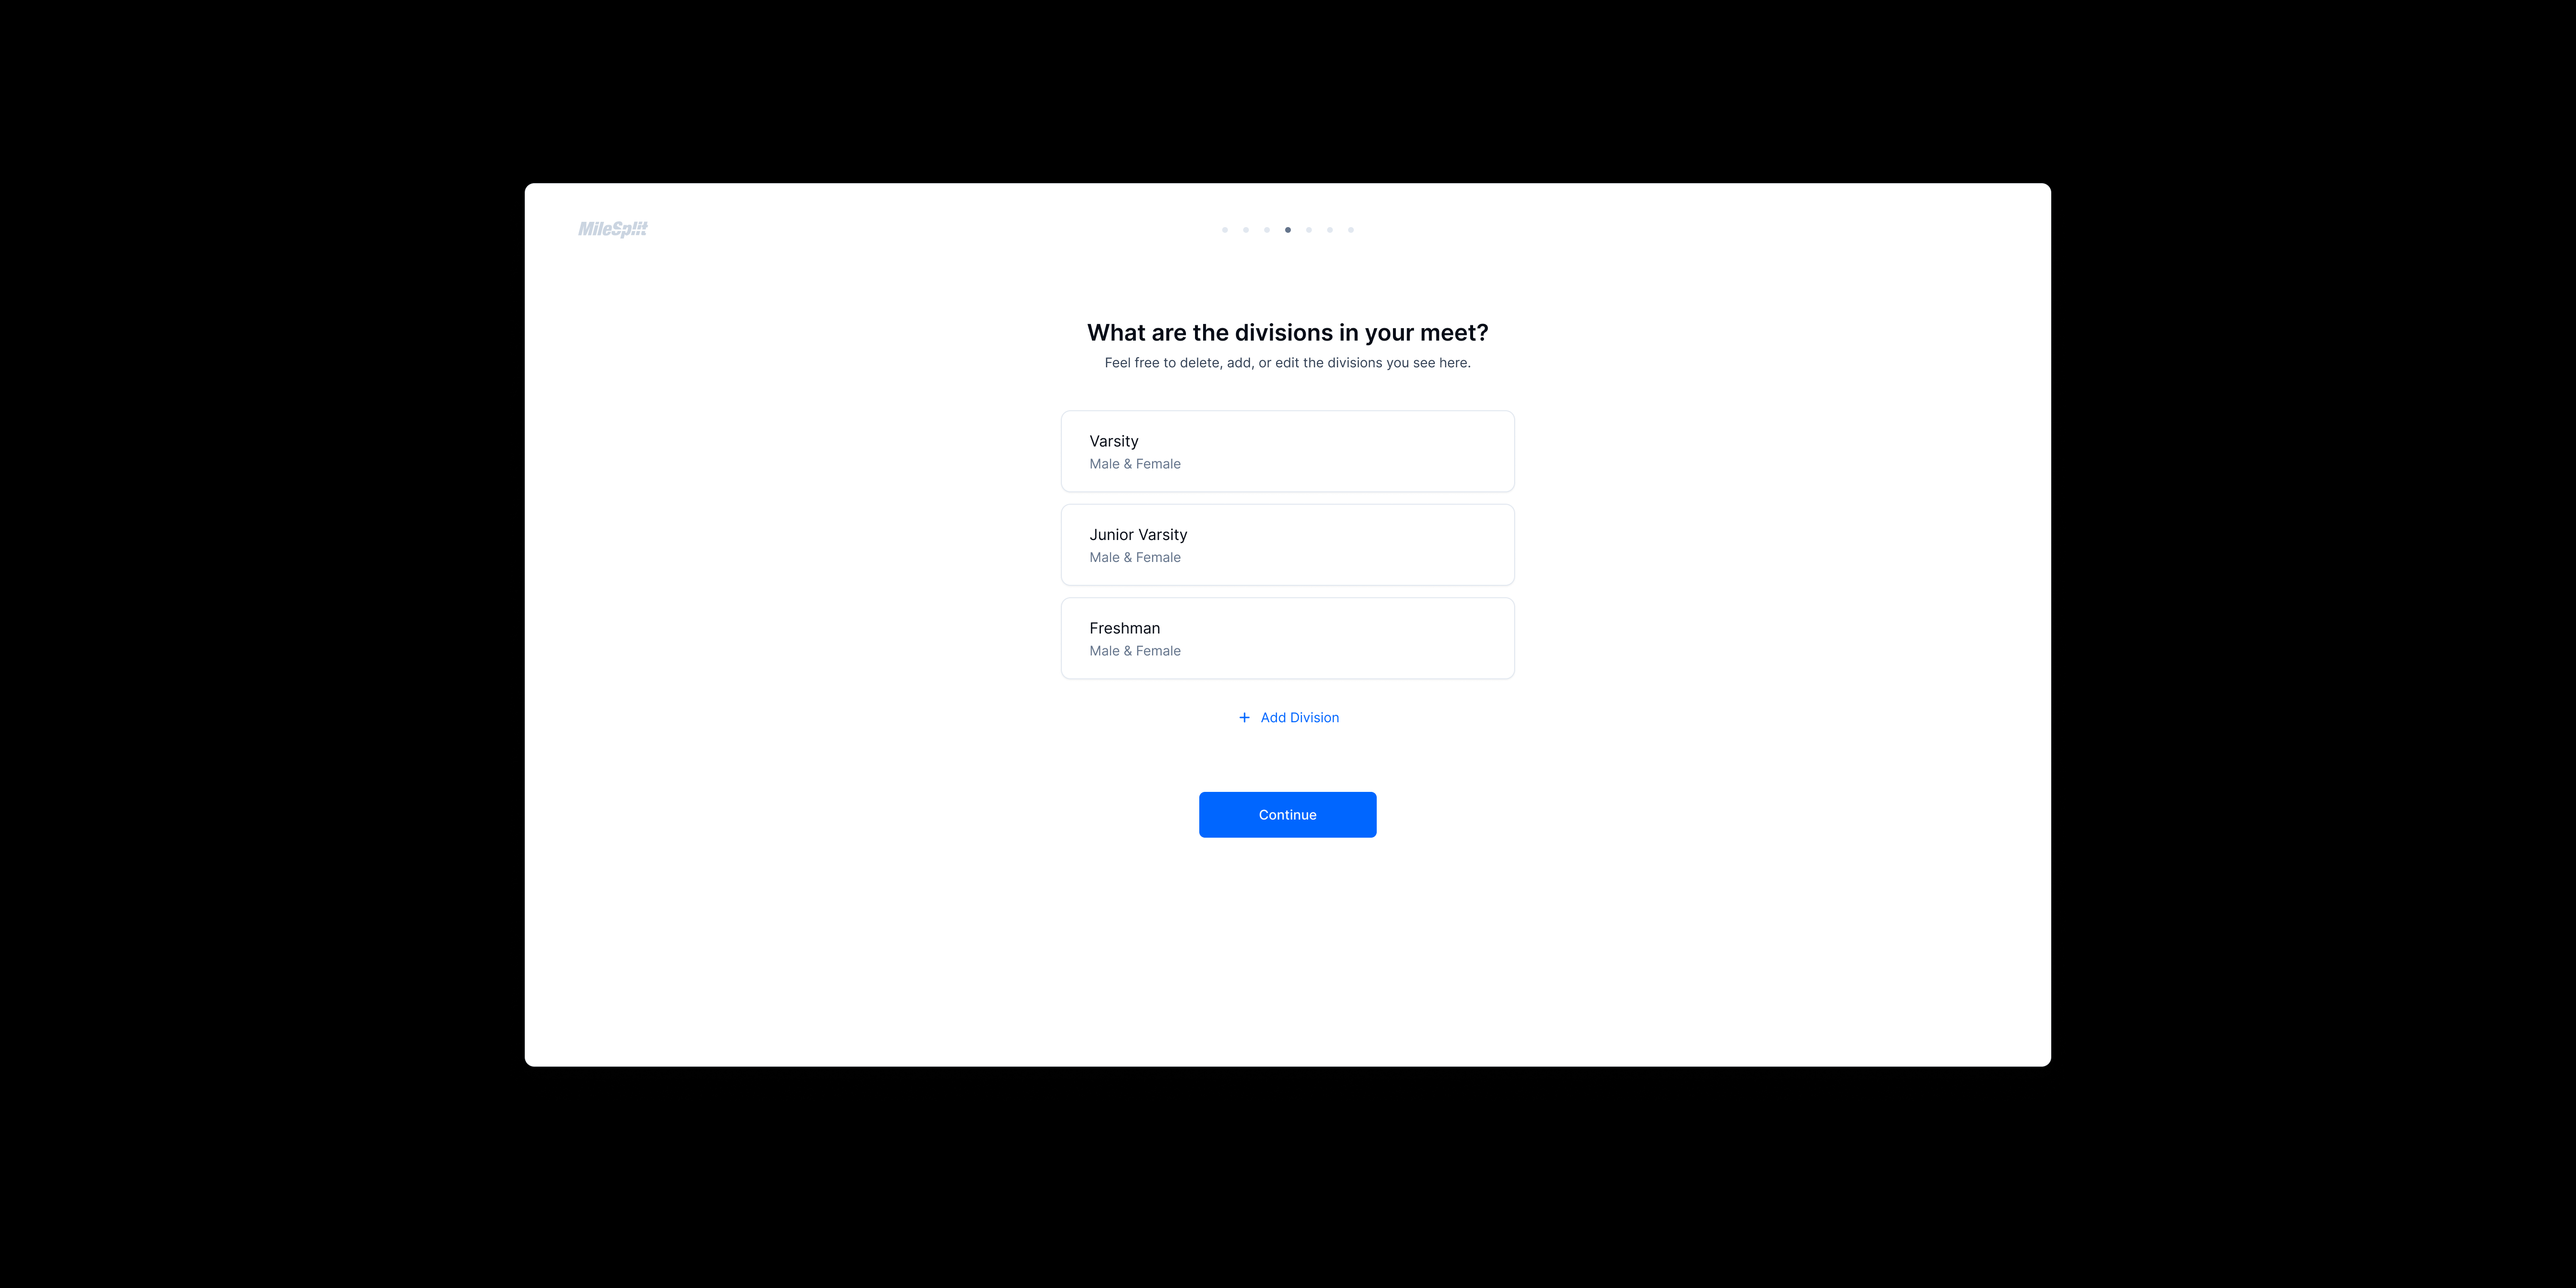 MileSplit
What are the divisions in your meet?
Feel free to delete, add, or edit the divisions you see here.
Varsity
Male & Female
Junior Varsity
Male & Female
Freshman
Male & Female
+ Add Division
Continue